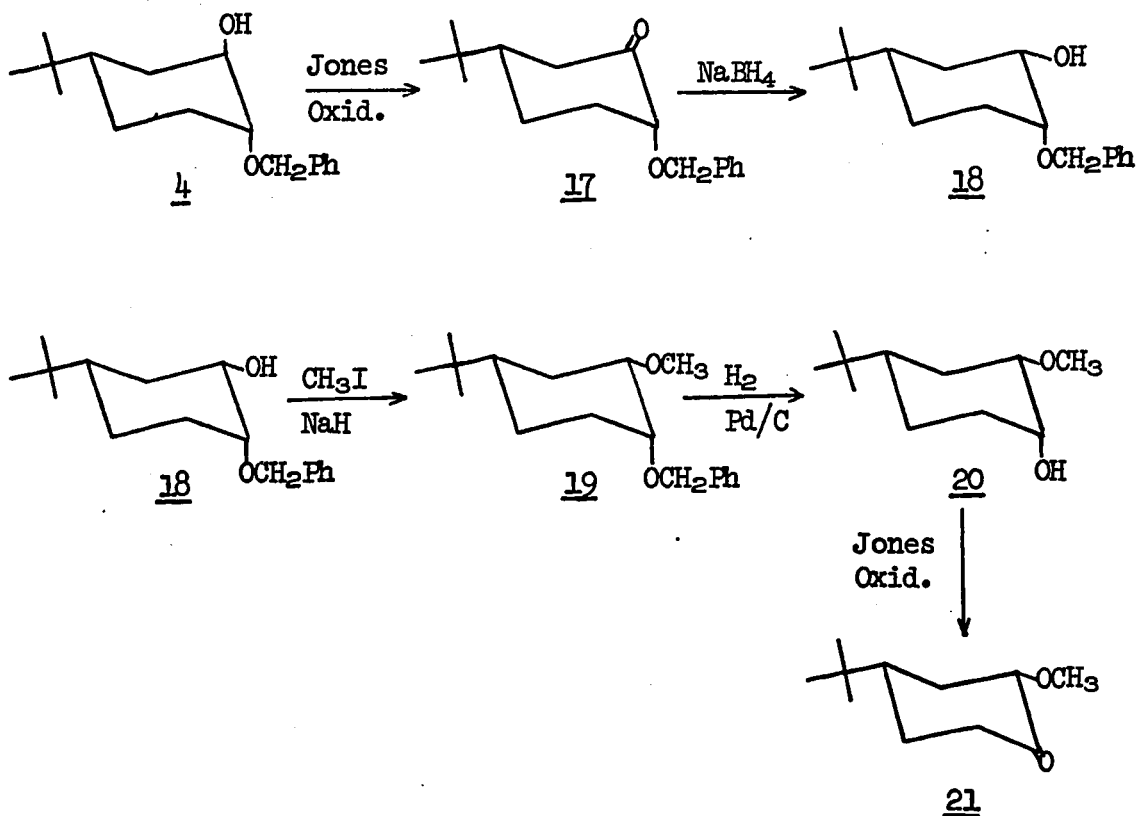 OH
Jones
Oxid.
OCH2Ph
4
O
NaBH4
OCH2Ph
17
OH
OCH2Ph
18
OH
CH3I
NaH
OCH2Ph
18
OCH3
H2
Pd/C
OCH2Ph
19
OCH3
OH
20
Jones
Oxid.
OCH3
O
21